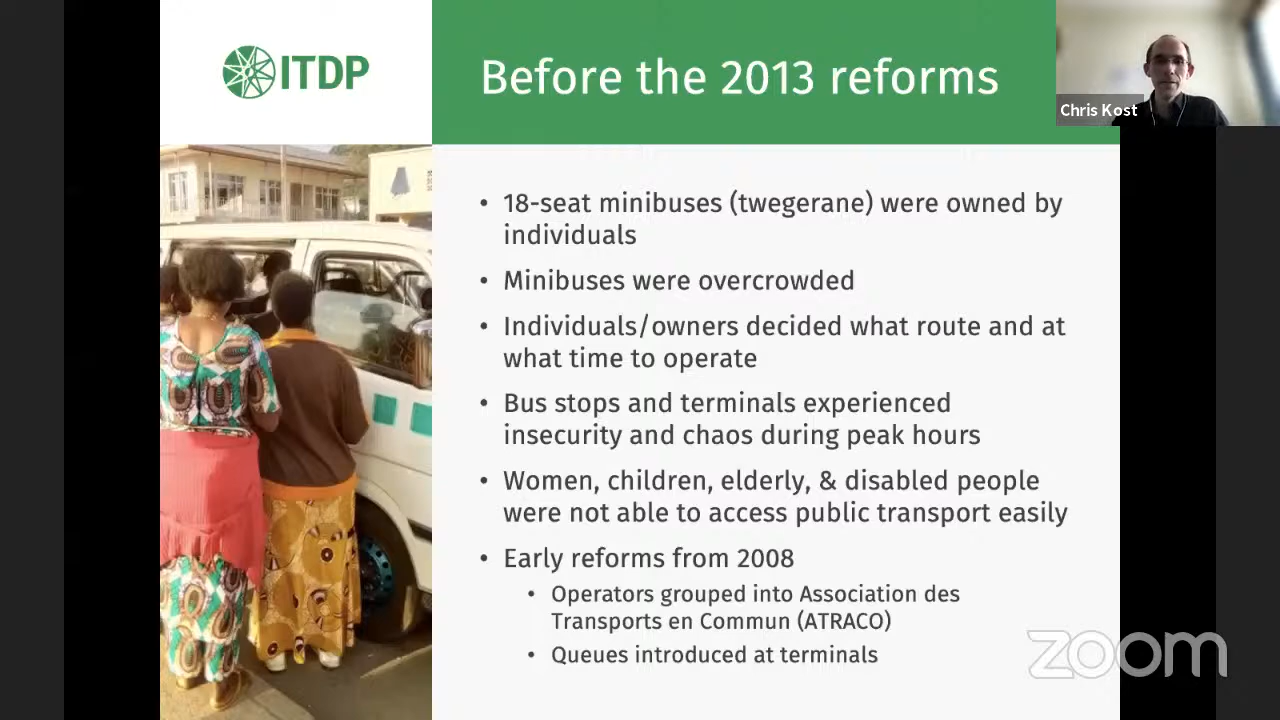 ITDP
Before the 2013 reforms
Chris Kost
• 18-seat minibuses (twegerane) were owned by
individuals
• Minibuses were overcrowded
• Individuals/owners decided what route and at
what time to operate
• Bus stops and terminals experienced
insecurity and chaos during peak hours
• Women, children, elderly, & disabled people
were not able to access public transport easily
• Early reforms from 2008
• Operators grouped into Association des
Transports en Commun (ATRACO)
• Queues introduced at terminals
zoom